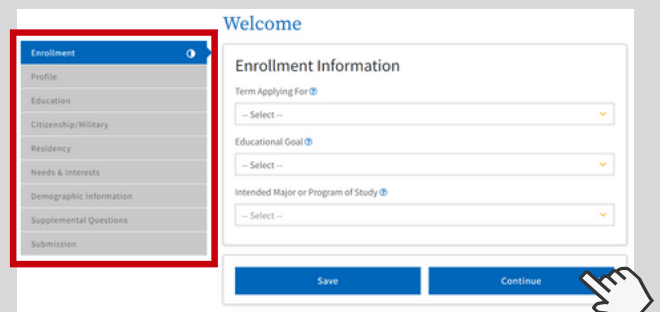 Welcome
Enrollment
Profile
Education
Citizenship/Military
Residency
Needs & Interests
Demographic Information
Supplemental Questions
Submission
Enrollment Information
Term Applying For
-- Select --
Educational Goal
-- Select --
Intended Major or Program of Study
-- Select --
Save
Continue